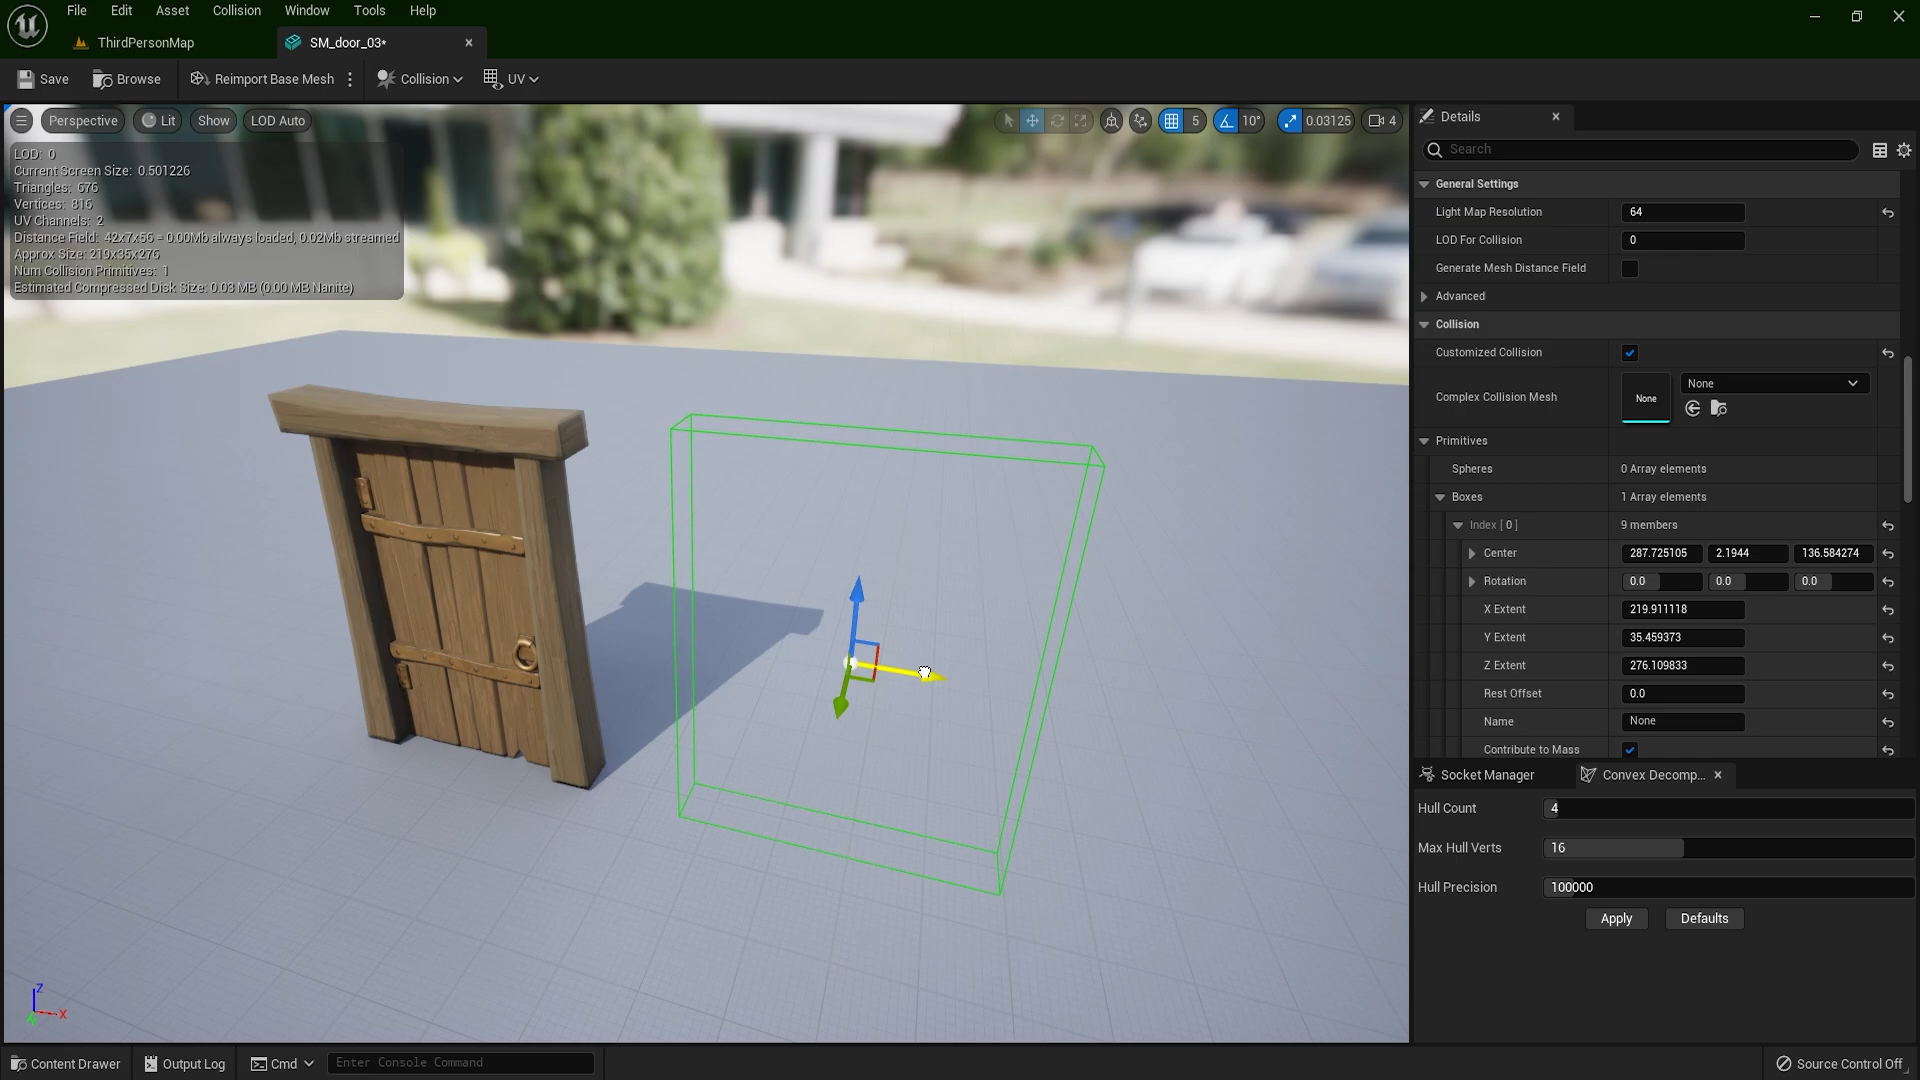 File Edit Asset Collision Window Tools Help
ThirdPersonMap SM_door_03*
Save Browse Reimport Base Mesh Collision UV
Perspective Lit Show LOD Auto 5 10° 0.03125 4
LOD: 0
Current Screen Size: 0.501226
Triangles: 676
Vertices: 816
UV Channels: 2
Distance Field: 42x7x56 = 0.00Mb always loaded, 0.02Mb streamed
Approx Size: 219x35x276
Num Collision Primitives: 1
Estimated Compressed Disk Size: 0.03 MB (0.00 MB Nanite)
Z
X
Y
Details
Search
General Settings
Light Map Resolution 64
LOD For Collision 0
Generate Mesh Distance Field
Advanced
Collision
Customized Collision
Complex Collision Mesh None None
Primitives
Spheres 0 Array elements
Boxes 1 Array elements
Index [ 0 ] 9 members
Center 287.725105 2.1944 136.584274
Rotation 0.0 0.0 0.0
X Extent 219.911118
Y Extent 35.459373
Z Extent 276.109833
Rest Offset 0.0
Name None
Contribute to Mass
Socket Manager Convex Decomp...
Hull Count 4
Max Hull Verts 16
Hull Precision 100000
Apply Defaults
Content Drawer Output Log Cmd Enter Console Command Source Control Off